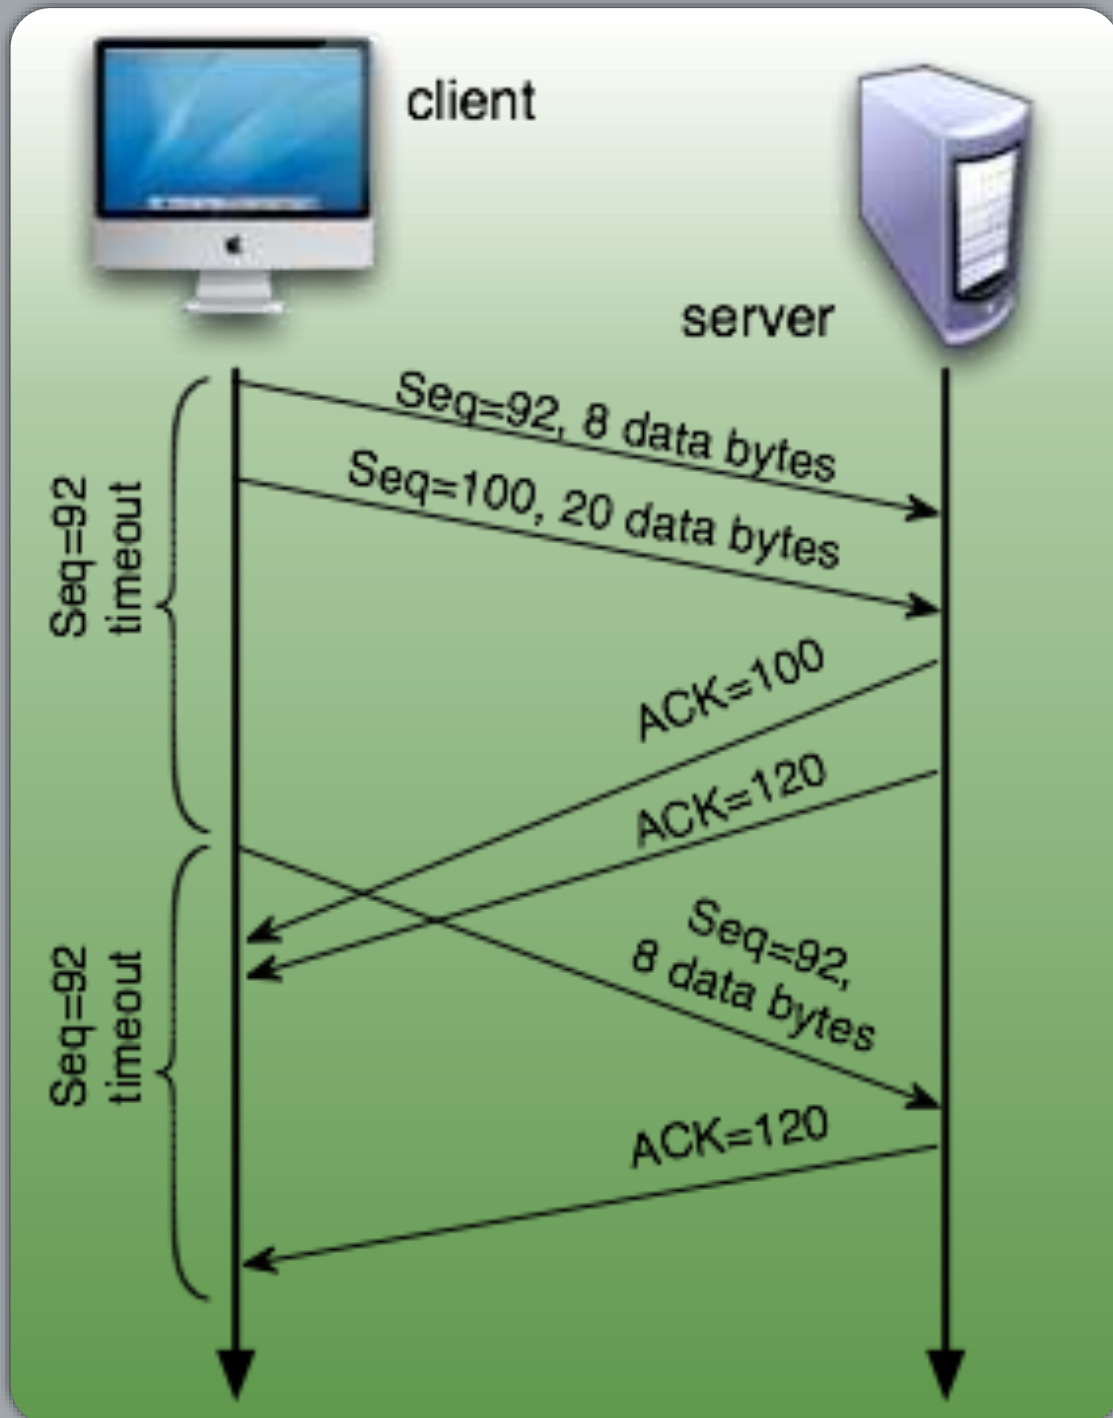 client
server
Seq=92, 8 data bytes
Seq=100, 20 data bytes
Seq=92
timeout
ACK=100
ACK=120
Seq=92,
8 data bytes
Seq=92
timeout
ACK=120